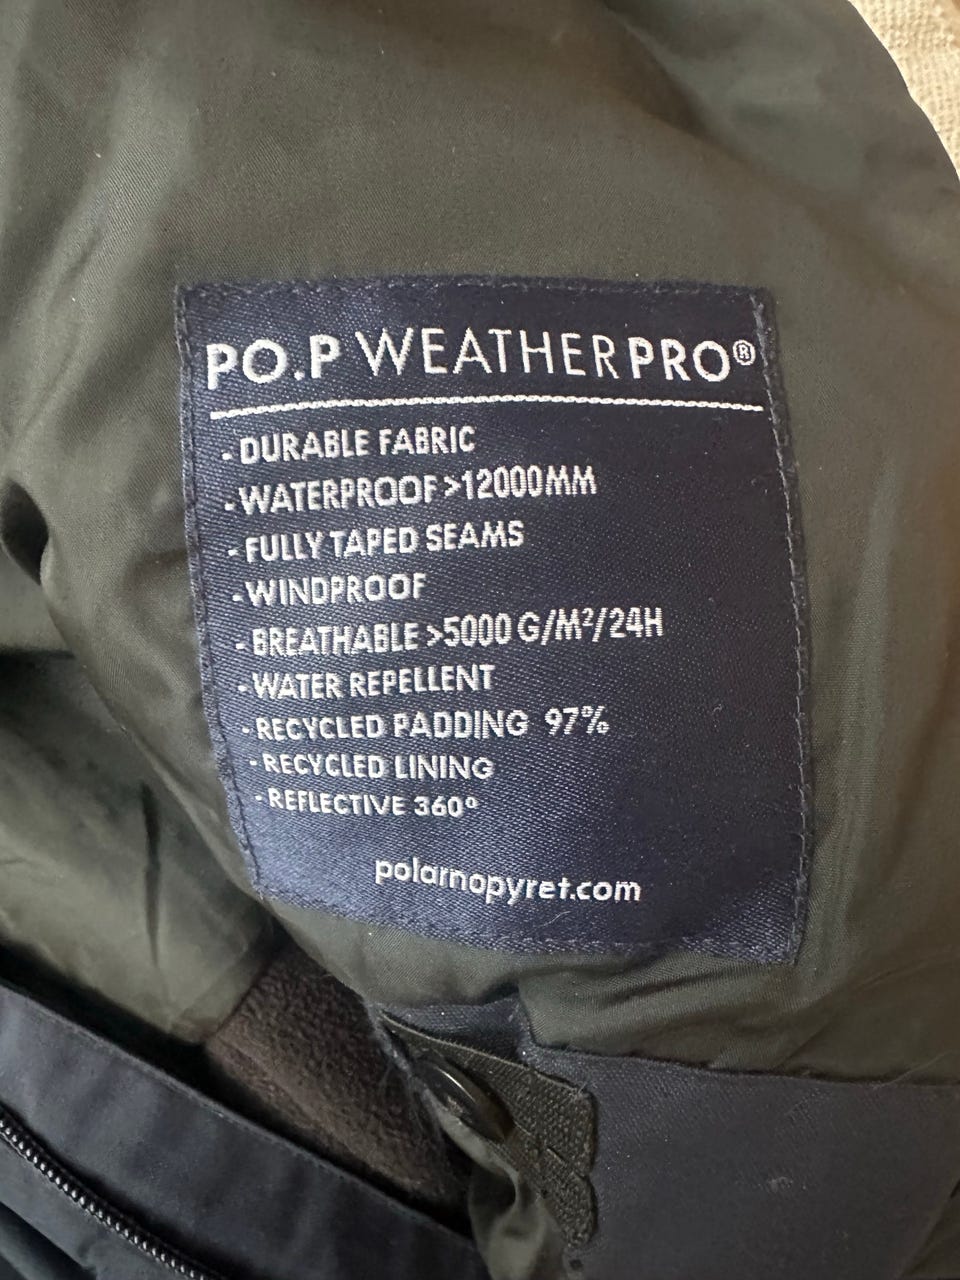 PO.P WEATHERPRO®
- DURABLE FABRIC
- WATERPROOF >12000MM
- FULLY TAPED SEAMS
- WINDPROOF
- BREATHABLE >5000 G/M²/24H
- WATER REPELLENT
- RECYCLED PADDING 97%
- RECYCLED LINING
- REFLECTIVE 360°
polarnopyret.com